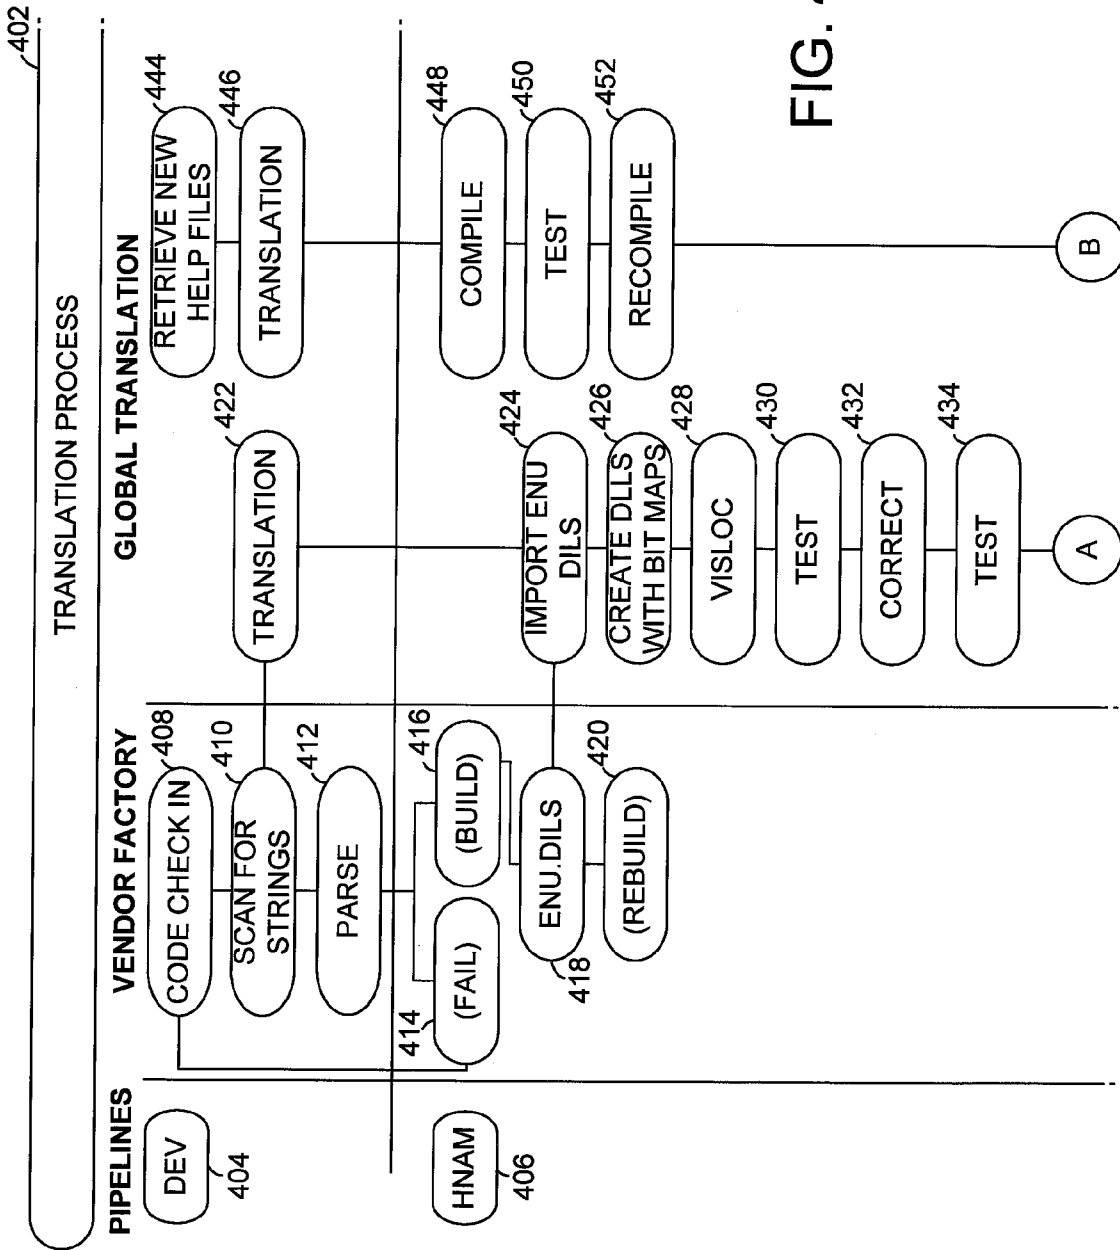 402
TRANSLATION PROCESS
PIPELINES
VENDOR FACTORY
GLOBAL TRANSLATION
DEV
404
HNAM
406
CODE CHECK IN
408
SCAN FOR
STRINGS
410
PARSE
412
414
(FAIL)
(BUILD)
416
ENU.DILS
418
(REBUILD)
420
TRANSLATION
422
IMPORT ENU
DILS
424
CREATE DLLS
WITH BIT MAPS
426
VISLOC
428
TEST
430
CORRECT
432
TEST
434
A
RETRIEVE NEW
HELP FILES
444
TRANSLATION
446
COMPILE
448
TEST
450
RECOMPILE
452
B
FIG.